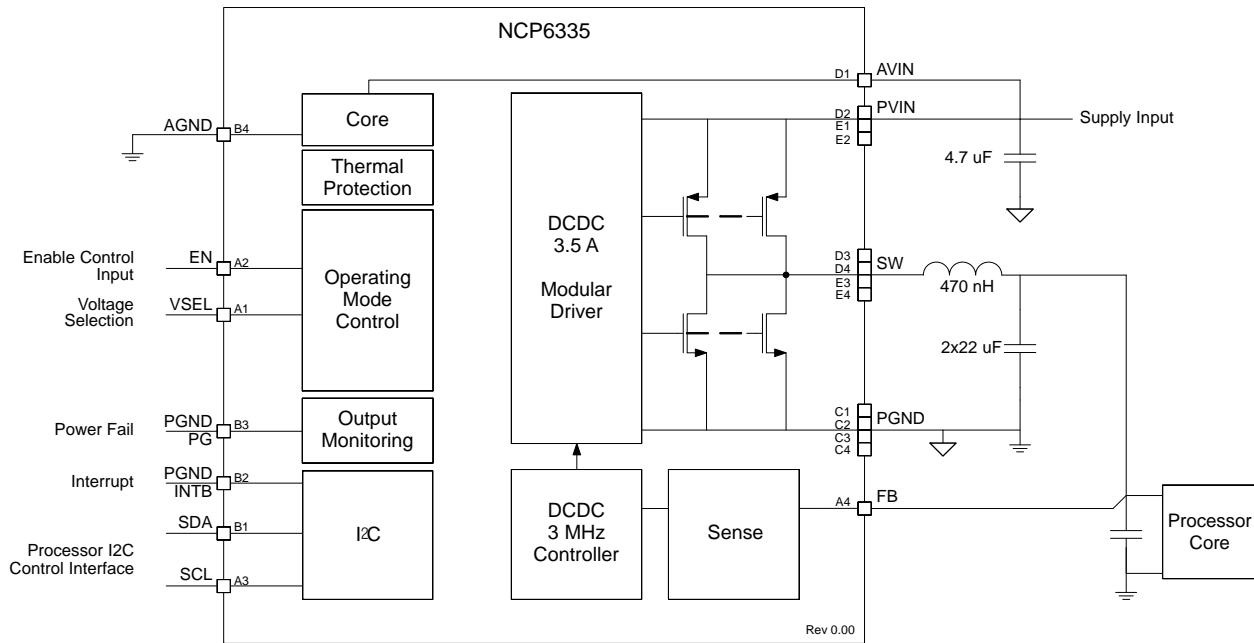 NCP6335
D1 AVIN
Core
D2 PVIN
E1
E2
Supply Input
AGND B4
4.7 uF
Thermal
Protection
DCDC
3.5 A
Modular
Driver
Enable Control
Input
EN A2
Operating
Mode
Control
D3
D4 SW
E3
E4
470 nH
Voltage
Selection
VSEL A1
2x22 uF
Power Fail
PGND
PG
B3
Output
Monitoring
C1
C2 PGND
C3
C4
Interrupt
PGND
INTB
B2
I2C
DCDC
3 MHz
Controller
Sense
A4 FB
SDA B1
Processor I2C
Control Interface
SCL A3
Processor
Core
Rev 0.00